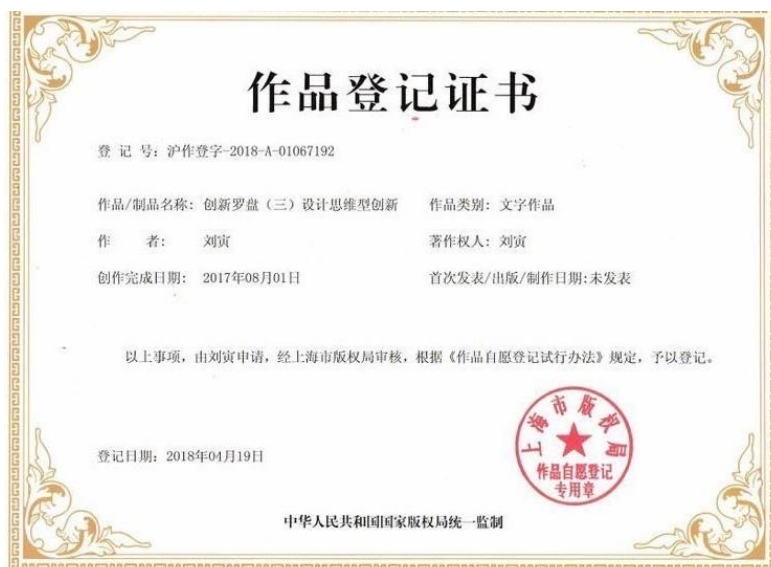 作品登记证书
登 记 号: 沪作登字-2018-A-01067192
作品/制品名称: 创新罗盘（三）设计思维型创新 作品类别: 文字作品
作 者: 刘寅 著作权人: 刘寅
创作完成日期: 2017年08月01日 首次发表/出版/制作日期:未发表
以上事项，由刘寅申请，经上海市版权局审核，根据《作品自愿登记试行办法》规定，予以登记。
登记日期: 2018年04月19日
上海市版权局
作品自愿登记
专用章
中华人民共和国国家版权局统一监制